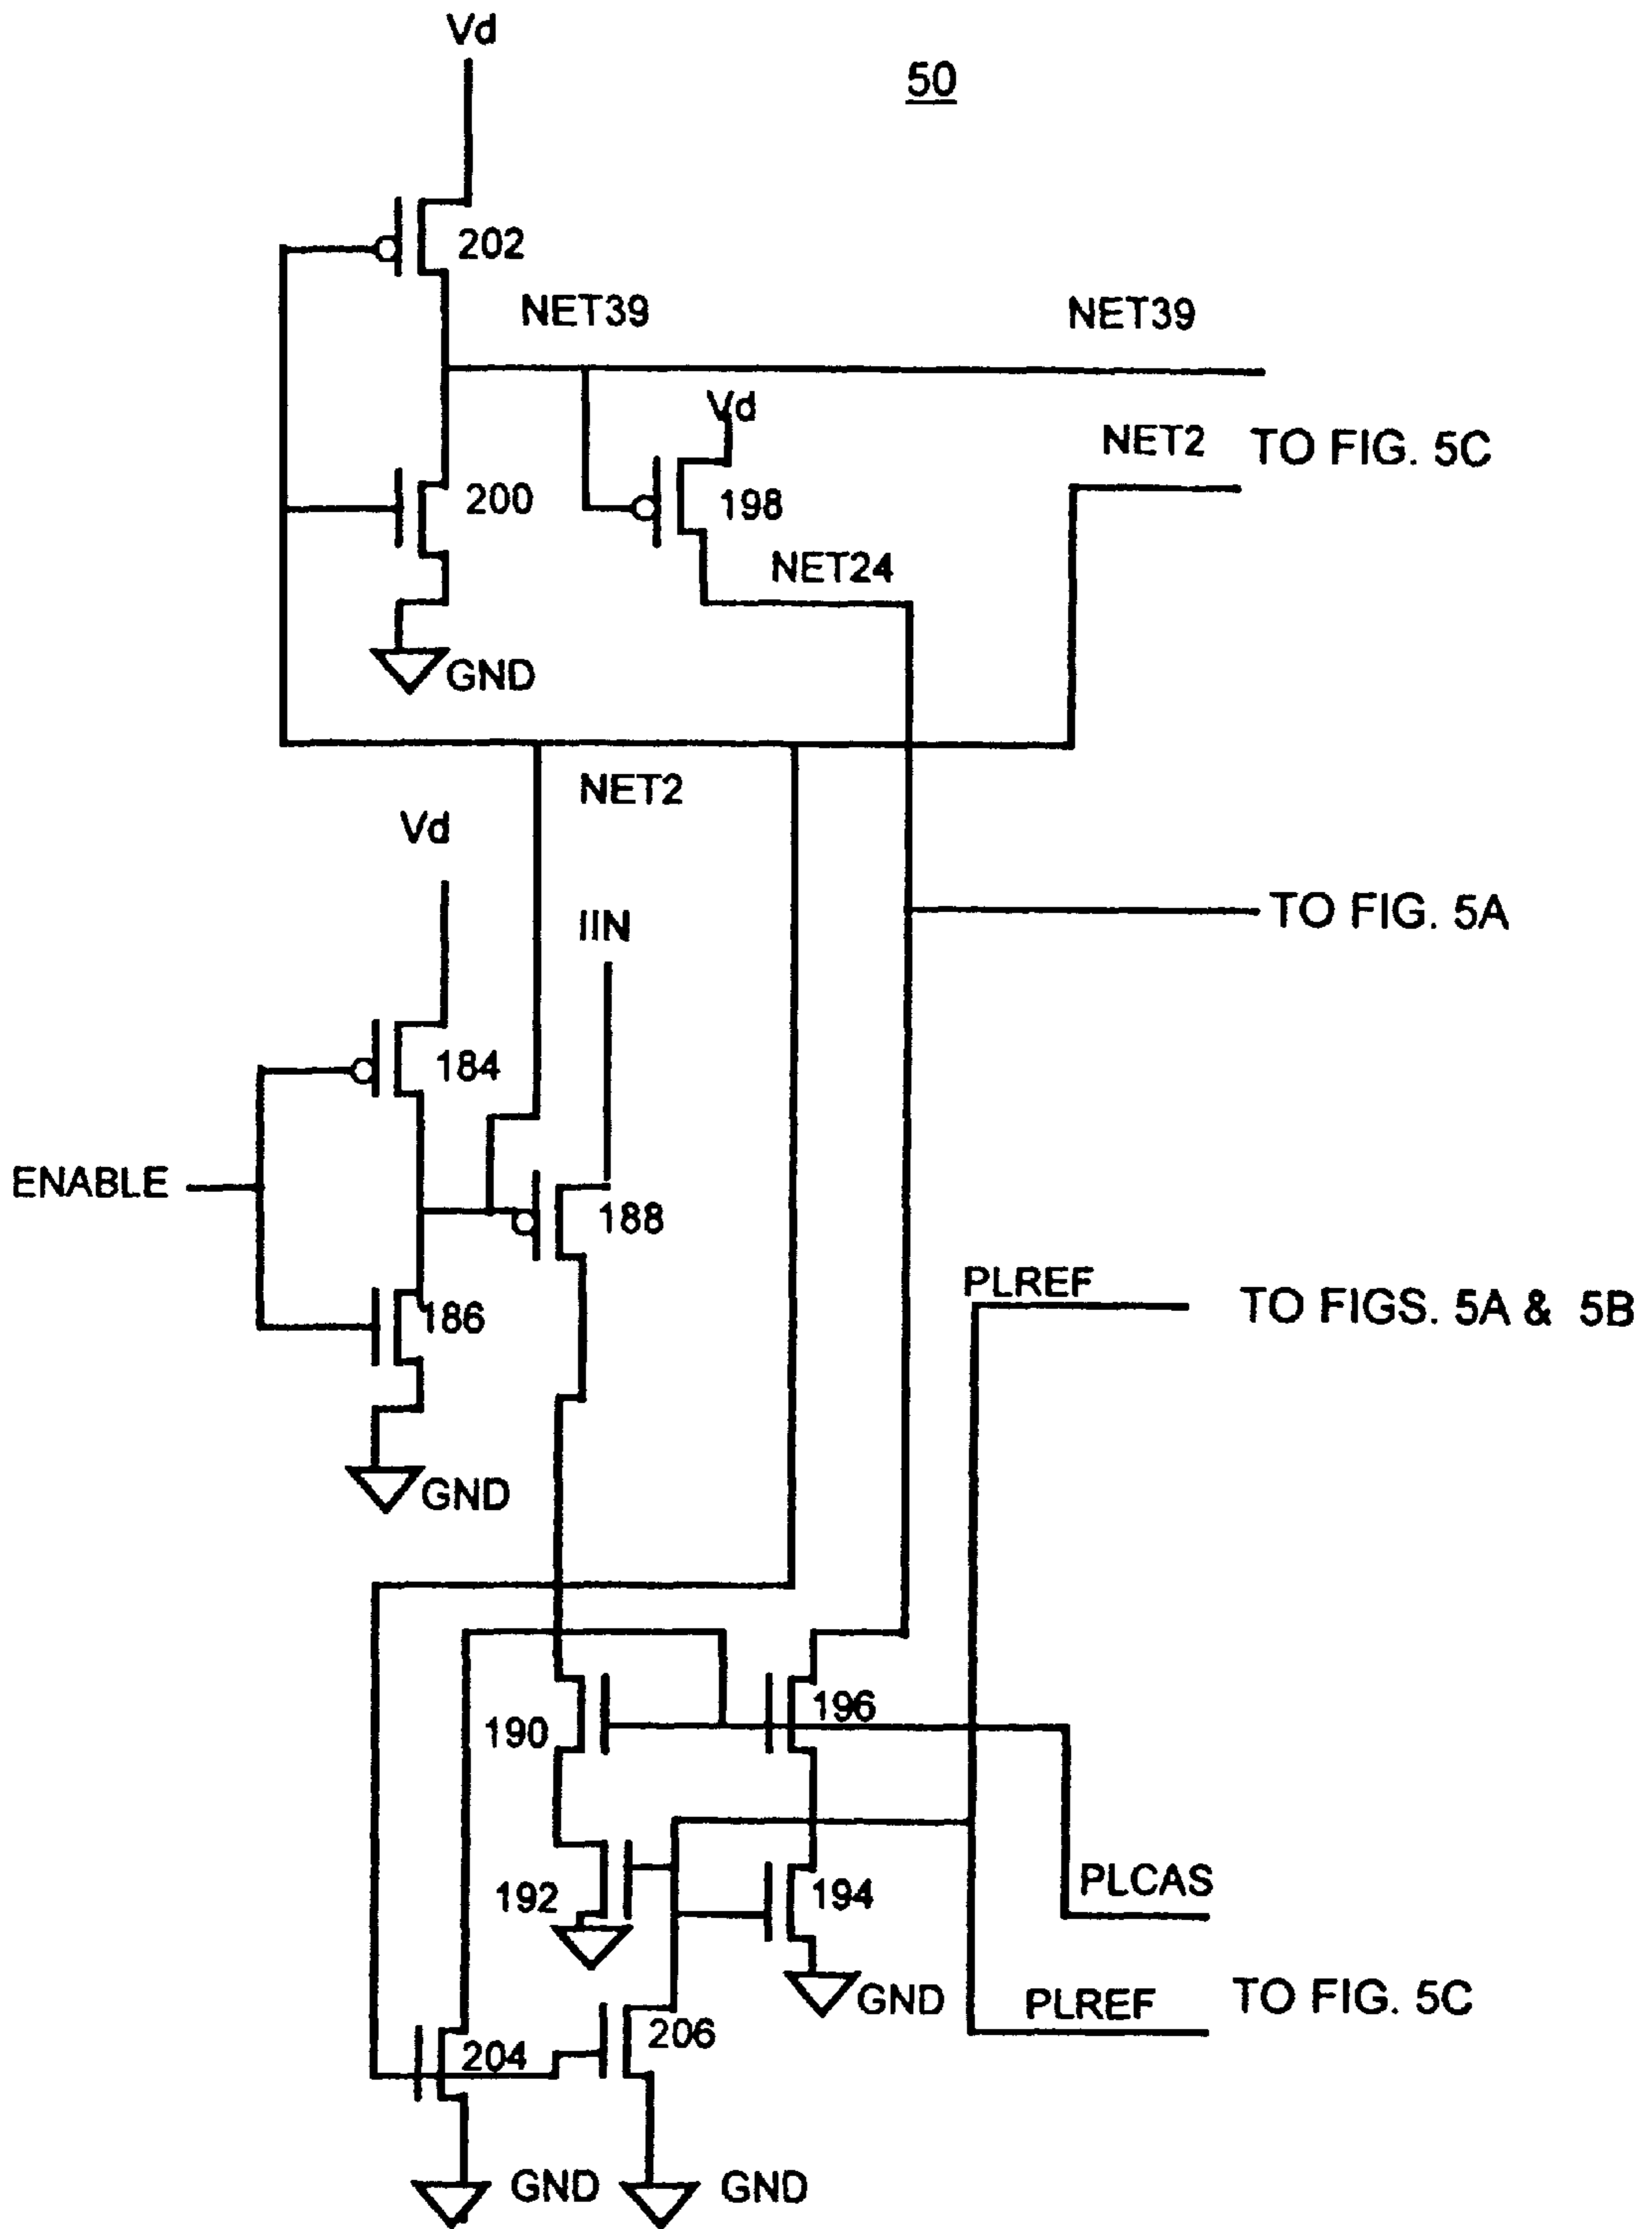 Vd
50
202
NET39
NET39
Vd
NET2
TO FIG. 5C
200
198
NET24
GND
NET2
Vd
IIN
TO FIG. 5A
184
ENABLE
188
PLREF
TO FIGS. 5A & 5B
186
GND
196
190
PLCAS
192
194
GND
PLREF
TO FIG. 5C
206
204
GND
GND